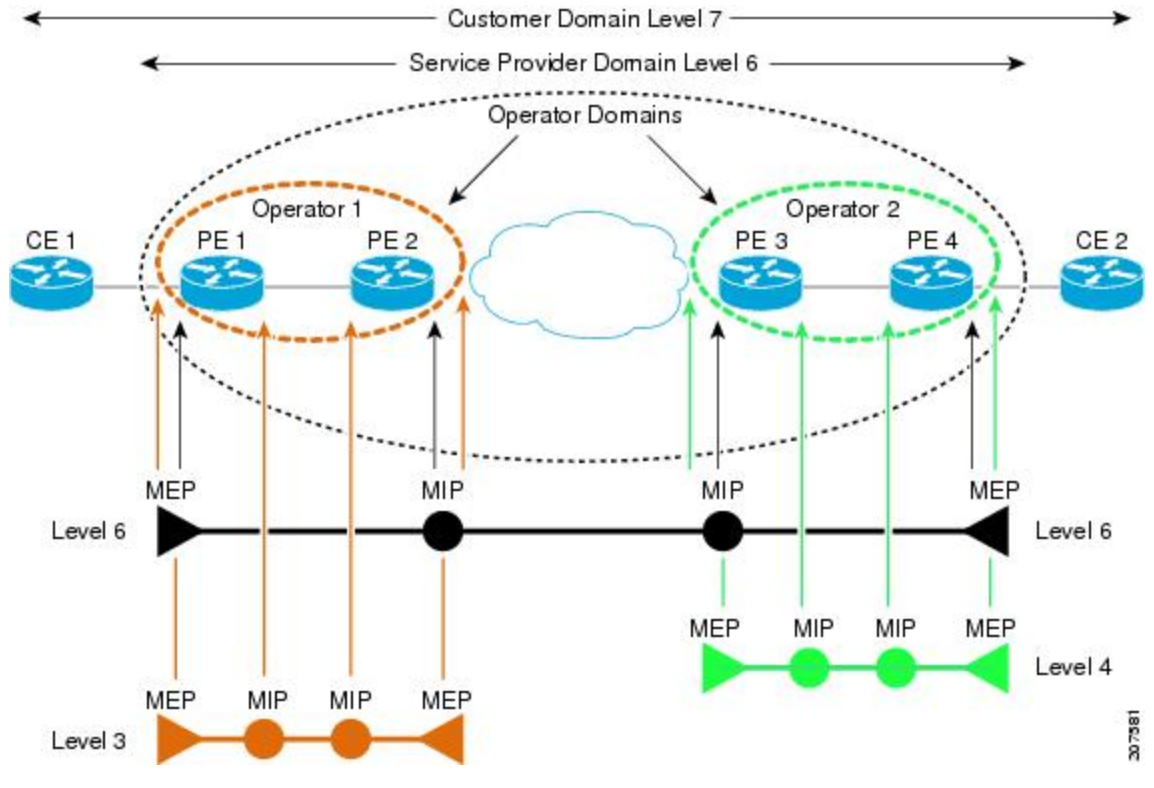 Customer Domain Level 7
Service Provider Domain Level 6
Operator Domains
Operator 1
Operator 2
CE 1
PE 1
PE 2
PE 3
PE 4
CE 2
MEP
MIP
MIP
MEP
Level 6
Level 6
MEP
MIP
MIP
MEP
Level 4
MEP
MIP
MIP
MEP
Level 3
207581